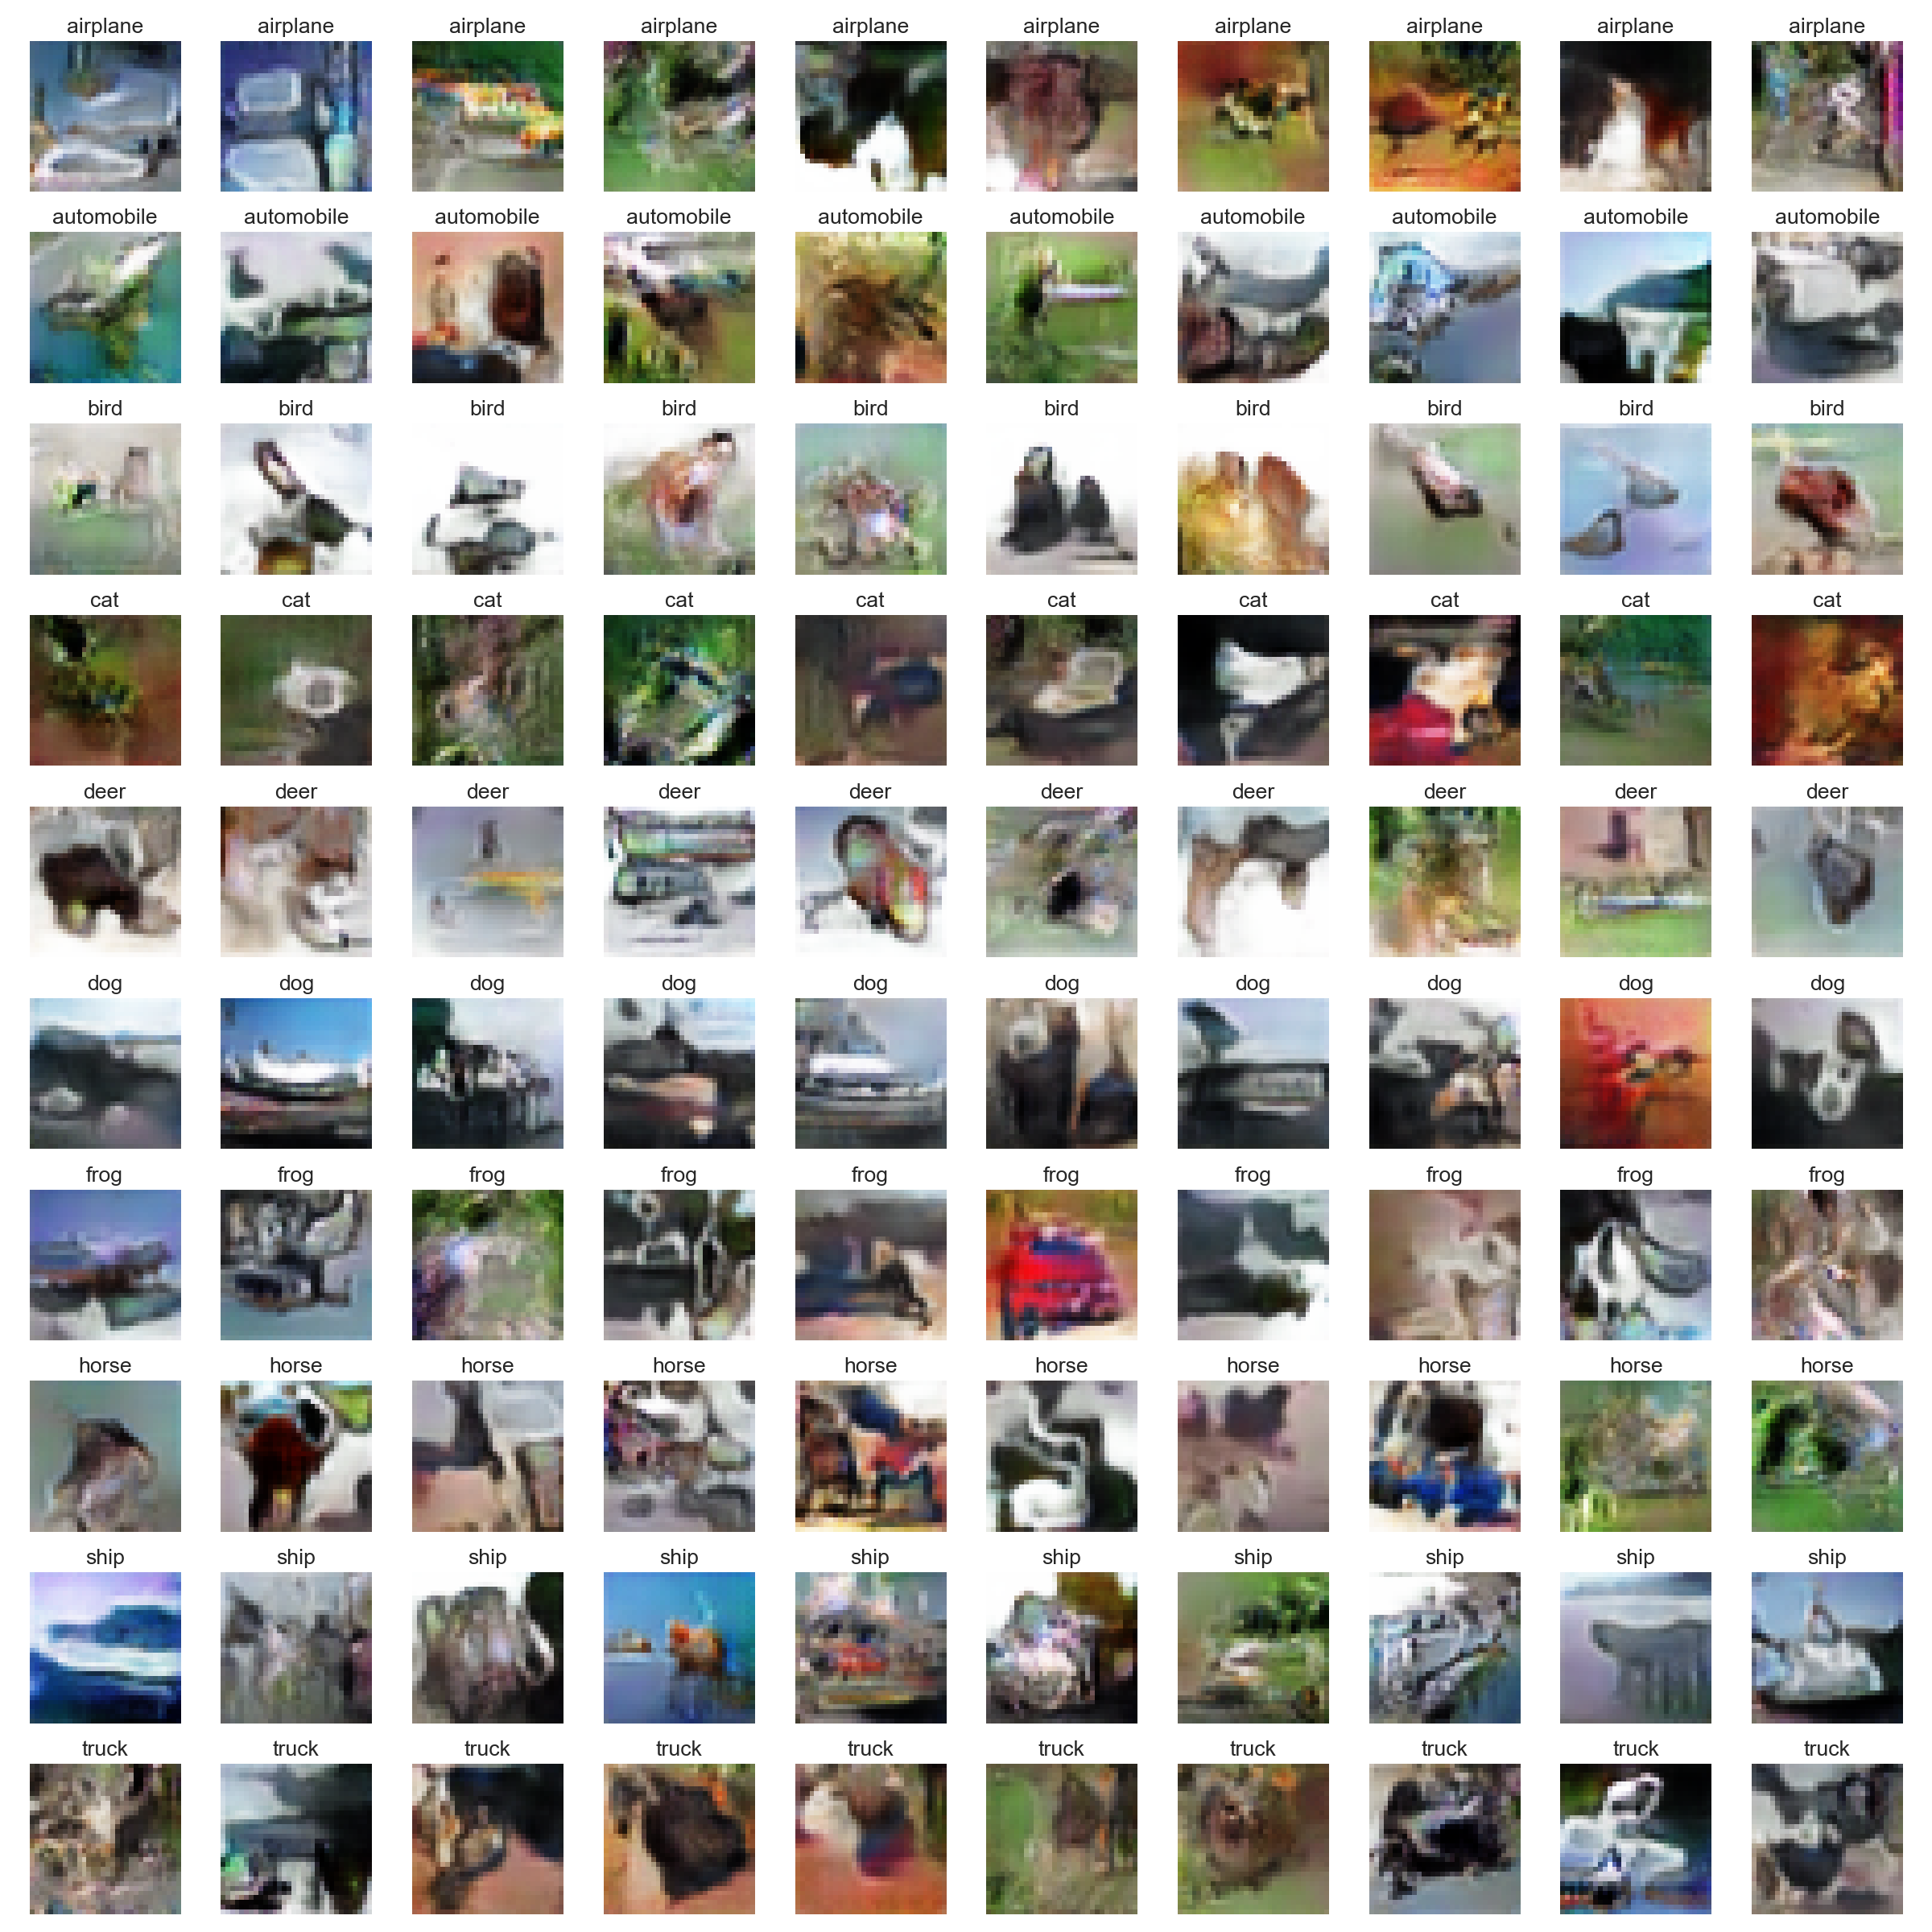 airplane airplane airplane airplane airplane airplane airplane airplane airplane airplane
automobile automobile automobile automobile automobile automobile automobile automobile automobile automobile
bird bird bird bird bird bird bird bird bird bird
cat cat cat cat cat cat cat cat cat cat
deer deer deer deer deer deer deer deer deer deer
dog dog dog dog dog dog dog dog dog dog
frog frog frog frog frog frog frog frog frog frog
horse horse horse horse horse horse horse horse horse horse
ship ship ship ship ship ship ship ship ship ship
truck truck truck truck truck truck truck truck truck truck